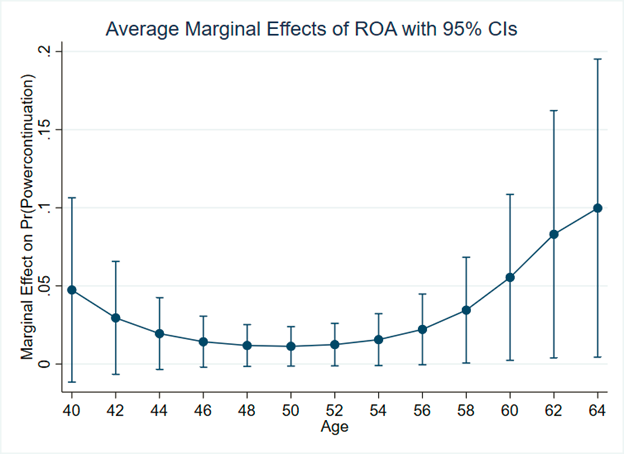 Average Marginal Effects of ROA with 95% CIs
Marginal Effect on Pr(Powercontinuation)
.2
.15
.1
.05
0
40 42 44 46 48 50 52 54 56 58 60 62 64
Age